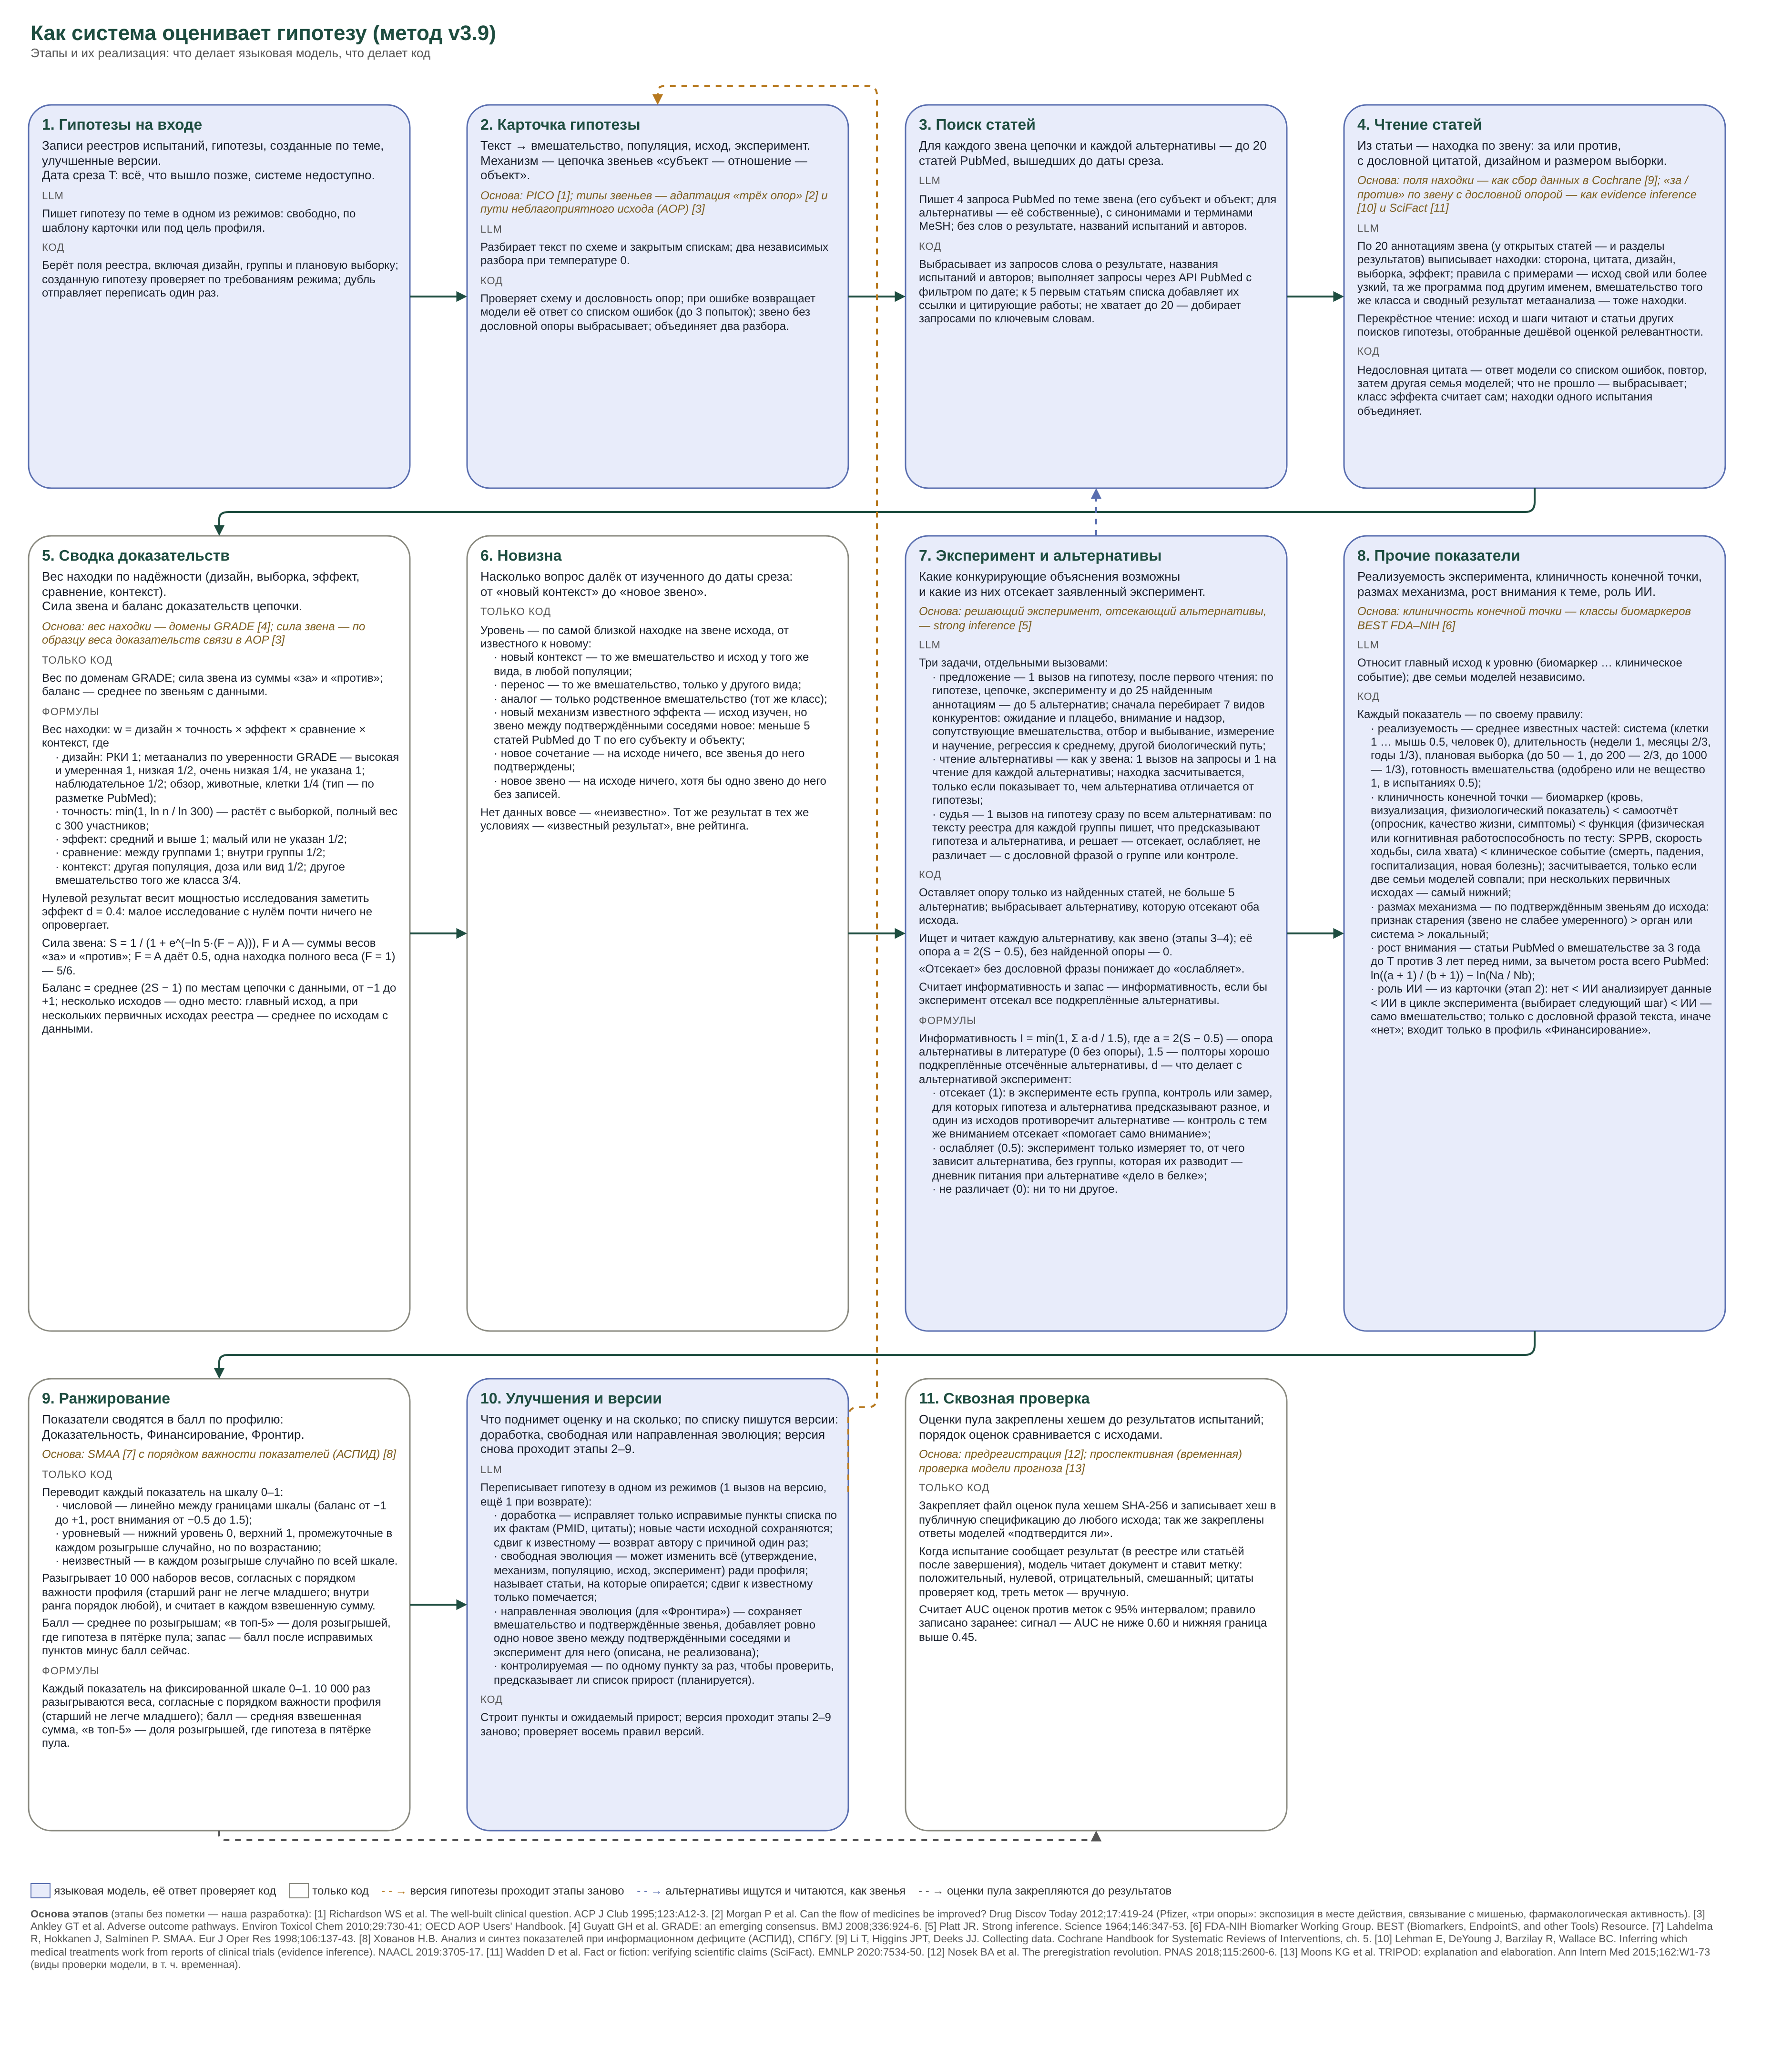 Как система оценивает гипотезу (метод v3.9)
Этапы и их реализация: что делает языковая модель, что делает код
1. Гипотезы на входе
Записи реестров испытаний, гипотезы, созданные по теме,
улучшенные версии.
Дата среза T: всё, что вышло позже, системе недоступно.
LLM
Пишет гипотезу по теме в одном из режимов: свободно, по
шаблону карточки или под цель профиля.
КОД
Берёт поля реестра, включая дизайн, группы и плановую выборку;
созданную гипотезу проверяет по требованиям режима; дубль
отправляет переписать один раз.
2. Карточка гипотезы
Текст → вмешательство, популяция, исход, эксперимент.
Механизм — цепочка звеньев «субъект — отношение —
объект».
Основа: PICO [1]; типы звеньев — адаптация «трёх опор» [2] и
пути неблагоприятного исхода (AOP) [3]
LLM
Разбирает текст по схеме и закрытым спискам; два независимых
разбора при температуре 0.
КОД
Проверяет схему и дословность опор; при ошибке возвращает
модели её ответ со списком ошибок (до 3 попыток); звено без
дословной опоры выбрасывает; объединяет два разбора.
3. Поиск статей
Для каждого звена цепочки и каждой альтернативы — до 20
статей PubMed, вышедших до даты среза.
LLM
Пишет 4 запроса PubMed по теме звена (его субъект и объект; для
альтернативы — её собственные), с синонимами и терминами
MeSH; без слов о результате, названий испытаний и авторов.
КОД
Выбрасывает из запросов слова о результате, названия
испытаний и авторов; выполняет запросы через API PubMed с
фильтром по дате; к 5 первым статьям списка добавляет их
ссылки и цитирующие работы; не хватает до 20 — добирает
запросами по ключевым словам.
4. Чтение статей
Из статьи — находка по звену: за или против,
с дословной цитатой, дизайном и размером выборки.
Основа: поля находки — как сбор данных в Cochrane [9]; «за /
против» по звену с дословной опорой — как evidence inference
[10] и SciFact [11]
LLM
По 20 аннотациям звена (у открытых статей — и разделы
результатов) выписывает находки: сторона, цитата, дизайн,
выборка, эффект; правила с примерами — исход свой или более
узкий, та же программа под другим именем, вмешательство того
же класса и сводный результат метаанализа — тоже находки.
Перекрёстное чтение: исход и шаги читают и статьи других
поисков гипотезы, отобранные дешёвой оценкой релевантности.
КОД
Недословная цитата — ответ модели со списком ошибок, повтор,
затем другая семья моделей; что не прошло — выбрасывает;
класс эффекта считает сам; находки одного испытания
объединяет.
5. Сводка доказательств
Вес находки по надёжности (дизайн, выборка, эффект,
сравнение, контекст).
Сила звена и баланс доказательств цепочки.
Основа: вес находки — домены GRADE [4]; сила звена — по
образцу веса доказательств связи в AOP [3]
ТОЛЬКО КОД
Вес по доменам GRADE; сила звена из суммы «за» и «против»;
баланс — среднее по звеньям с данными.
ФОРМУЛЫ
Вес находки: w = дизайн × точность × эффект × сравнение ×
контекст, где
· дизайн: РКИ 1; метаанализ по уверенности GRADE — высокая
и умеренная 1, низкая 1/2, очень низкая 1/4, не указана 1;
наблюдательное 1/2; обзор, животные, клетки 1/4 (тип — по
разметке PubMed);
· точность: min(1, ln n / ln 300) — растёт с выборкой, полный вес
с 300 участников;
· эффект: средний и выше 1; малый или не указан 1/2;
· сравнение: между группами 1; внутри группы 1/2;
· контекст: другая популяция, доза или вид 1/2; другое
вмешательство того же класса 3/4.
Нулевой результат весит мощностью исследования заметить
эффект d = 0.4: малое исследование с нулём почти ничего не
опровергает.
Сила звена: S = 1 / (1 + e^(−ln 5·(F − A))), F и A — суммы весов
«за» и «против»; F = A даёт 0.5, одна находка полного веса (F = 1)
— 5/6.
Баланс = среднее (2S − 1) по местам цепочки с данными, от −1 до
+1; несколько исходов — одно место: главный исход, а при
нескольких первичных исходах реестра — среднее по исходам с
данными.
6. Новизна
Насколько вопрос далёк от изученного до даты среза:
от «новый контекст» до «новое звено».
ТОЛЬКО КОД
Уровень — по самой близкой находке на звене исхода, от
известного к новому:
· новый контекст — то же вмешательство и исход у того же
вида, в любой популяции;
· перенос — то же вмешательство, только у другого вида;
· аналог — только родственное вмешательство (тот же класс);
· новый механизм известного эффекта — исход изучен, но
звено между подтверждёнными соседями новое: меньше 5
статей PubMed до T по его субъекту и объекту;
· новое сочетание — на исходе ничего, все звенья до него
подтверждены;
· новое звено — на исходе ничего, хотя бы одно звено до него
без записей.
Нет данных вовсе — «неизвестно». Тот же результат в тех же
условиях — «известный результат», вне рейтинга.
7. Эксперимент и альтернативы
Какие конкурирующие объяснения возможны
и какие из них отсекает заявленный эксперимент.
Основа: решающий эксперимент, отсекающий альтернативы,
— strong inference [5]
LLM
Три задачи, отдельными вызовами:
· предложение — 1 вызов на гипотезу, после первого чтения: по
гипотезе, цепочке, эксперименту и до 25 найденным
аннотациям — до 5 альтернатив; сначала перебирает 7 видов
конкурентов: ожидание и плацебо, внимание и надзор,
сопутствующие вмешательства, отбор и выбывание, измерение
и научение, регрессия к среднему, другой биологический путь;
· чтение альтернативы — как у звена: 1 вызов на запросы и 1 на
чтение для каждой альтернативы; находка засчитывается,
только если показывает то, чем альтернатива отличается от
гипотезы;
· судья — 1 вызов на гипотезу сразу по всем альтернативам: по
тексту реестра для каждой группы пишет, что предсказывают
гипотеза и альтернатива, и решает — отсекает, ослабляет, не
различает — с дословной фразой о группе или контроле.
КОД
Оставляет опору только из найденных статей, не больше 5
альтернатив; выбрасывает альтернативу, которую отсекают оба
исхода.
Ищет и читает каждую альтернативу, как звено (этапы 3–4); её
опора a = 2(S − 0.5), без найденной опоры — 0.
«Отсекает» без дословной фразы понижает до «ослабляет».
Считает информативность и запас — информативность, если бы
эксперимент отсекал все подкреплённые альтернативы.
ФОРМУЛЫ
Информативность I = min(1, Σ a·d / 1.5), где a = 2(S − 0.5) — опора
альтернативы в литературе (0 без опоры), 1.5 — полторы хорошо
подкреплённые отсечённые альтернативы, d — что делает с
альтернативой эксперимент:
· отсекает (1): в эксперименте есть группа, контроль или замер,
для которых гипотеза и альтернатива предсказывают разное, и
один из исходов противоречит альтернативе — контроль с тем
же вниманием отсекает «помогает само внимание»;
· ослабляет (0.5): эксперимент только измеряет то, от чего
зависит альтернатива, без группы, которая их разводит —
дневник питания при альтернативе «дело в белке»;
· не различает (0): ни то ни другое.
8. Прочие показатели
Реализуемость эксперимента, клиничность конечной точки,
размах механизма, рост внимания к теме, роль ИИ.
Основа: клиничность конечной точки — классы биомаркеров
BEST FDA–NIH [6]
LLM
Относит главный исход к уровню (биомаркер … клиническое
событие); две семьи моделей независимо.
КОД
Каждый показатель — по своему правилу:
· реализуемость — среднее известных частей: система (клетки
1 … мышь 0.5, человек 0), длительность (недели 1, месяцы 2/3,
годы 1/3), плановая выборка (до 50 — 1, до 200 — 2/3, до 1000
— 1/3), готовность вмешательства (одобрено или не вещество
1, в испытаниях 0.5);
· клиничность конечной точки — биомаркер (кровь,
визуализация, физиологический показатель) < самоотчёт
(опросник, качество жизни, симптомы) < функция (физическая
или когнитивная работоспособность по тесту: SPPB, скорость
ходьбы, сила хвата) < клиническое событие (смерть, падения,
госпитализация, новая болезнь); засчитывается, только если
две семьи моделей совпали; при нескольких первичных
исходах — самый нижний;
· размах механизма — по подтверждённым звеньям до исхода:
признак старения (звено не слабее умеренного) > орган или
система > локальный;
· рост внимания — статьи PubMed о вмешательстве за 3 года
до T против 3 лет перед ними, за вычетом роста всего PubMed:
ln((a + 1) / (b + 1)) − ln(Na / Nb);
· роль ИИ — из карточки (этап 2): нет < ИИ анализирует данные
< ИИ в цикле эксперимента (выбирает следующий шаг) < ИИ —
само вмешательство; только с дословной фразой текста, иначе
«нет»; входит только в профиль «Финансирование».
9. Ранжирование
Показатели сводятся в балл по профилю:
Доказательность, Финансирование, Фронтир.
Основа: SMAA [7] с порядком важности показателей (АСПИД) [8]
ТОЛЬКО КОД
Переводит каждый показатель на шкалу 0–1:
· числовой — линейно между границами шкалы (баланс от −1
до +1, рост внимания от −0.5 до 1.5);
· уровневый — нижний уровень 0, верхний 1, промежуточные в
каждом розыгрыше случайно, но по возрастанию;
· неизвестный — в каждом розыгрыше случайно по всей шкале.
Разыгрывает 10 000 наборов весов, согласных с порядком
важности профиля (старший ранг не легче младшего; внутри
ранга порядок любой), и считает в каждом взвешенную сумму.
Балл — среднее по розыгрышам; «в топ-5» — доля розыгрышей,
где гипотеза в пятёрке пула; запас — балл после исправимых
пунктов минус балл сейчас.
ФОРМУЛЫ
Каждый показатель на фиксированной шкале 0–1. 10 000 раз
разыгрываются веса, согласные с порядком важности профиля
(старший не легче младшего); балл — средняя взвешенная
сумма, «в топ-5» — доля розыгрышей, где гипотеза в пятёрке
пула.
10. Улучшения и версии
Что поднимет оценку и на сколько; по списку пишутся версии:
доработка, свободная или направленная эволюция; версия
снова проходит этапы 2–9.
LLM
Переписывает гипотезу в одном из режимов (1 вызов на версию,
ещё 1 при возврате):
· доработка — исправляет только исправимые пункты списка по
их фактам (PMID, цитаты); новые части исходной сохраняются;
сдвиг к известному — возврат автору с причиной один раз;
· свободная эволюция — может изменить всё (утверждение,
механизм, популяцию, исход, эксперимент) ради профиля;
называет статьи, на которые опирается; сдвиг к известному
только помечается;
· направленная эволюция (для «Фронтира») — сохраняет
вмешательство и подтверждённые звенья, добавляет ровно
одно новое звено между подтверждёнными соседями и
эксперимент для него (описана, не реализована);
· контролируемая — по одному пункту за раз, чтобы проверить,
предсказывает ли список прирост (планируется).
КОД
Строит пункты и ожидаемый прирост; версия проходит этапы 2–9
заново; проверяет восемь правил версий.
11. Сквозная проверка
Оценки пула закреплены хешем до результатов испытаний;
порядок оценок сравнивается с исходами.
Основа: предрегистрация [12]; проспективная (временная)
проверка модели прогноза [13]
ТОЛЬКО КОД
Закрепляет файл оценок пула хешем SHA-256 и записывает хеш в
публичную спецификацию до любого исхода; так же закреплены
ответы моделей «подтвердится ли».
Когда испытание сообщает результат (в реестре или статьёй
после завершения), модель читает документ и ставит метку:
положительный, нулевой, отрицательный, смешанный; цитаты
проверяет код, треть меток — вручную.
Считает AUC оценок против меток с 95% интервалом; правило
записано заранее: сигнал — AUC не ниже 0.60 и нижняя граница
выше 0.45.
языковая модель, её ответ проверяет код только код - - → версия гипотезы проходит этапы заново - - → альтернативы ищутся и читаются, как звенья - - → оценки пула закрепляются до результатов
Основа этапов (этапы без пометки — наша разработка): [1] Richardson WS et al. The well-built clinical question. ACP J Club 1995;123:A12-3. [2] Morgan P et al. Can the flow of medicines be improved? Drug Discov Today 2012;17:419-24 (Pfizer, «три опоры»: экспозиция в месте действия, связывание с мишенью, фармакологическая активность). [3]
Ankley GT et al. Adverse outcome pathways. Environ Toxicol Chem 2010;29:730-41; OECD AOP Users' Handbook. [4] Guyatt GH et al. GRADE: an emerging consensus. BMJ 2008;336:924-6. [5] Platt JR. Strong inference. Science 1964;146:347-53. [6] FDA-NIH Biomarker Working Group. BEST (Biomarkers, EndpointS, and other Tools) Resource. [7] Lahdelma
R, Hokkanen J, Salminen P. SMAA. Eur J Oper Res 1998;106:137-43. [8] Хованов Н.В. Анализ и синтез показателей при информационном дефиците (АСПИД), СПбГУ. [9] Li T, Higgins JPT, Deeks JJ. Collecting data. Cochrane Handbook for Systematic Reviews of Interventions, ch. 5. [10] Lehman E, DeYoung J, Barzilay R, Wallace BC. Inferring which
medical treatments work from reports of clinical trials (evidence inference). NAACL 2019:3705-17. [11] Wadden D et al. Fact or fiction: verifying scientific claims (SciFact). EMNLP 2020:7534-50. [12] Nosek BA et al. The preregistration revolution. PNAS 2018;115:2600-6. [13] Moons KG et al. TRIPOD: explanation and elaboration. Ann Intern Med 2015;162:W1-73
(виды проверки модели, в т. ч. временная).